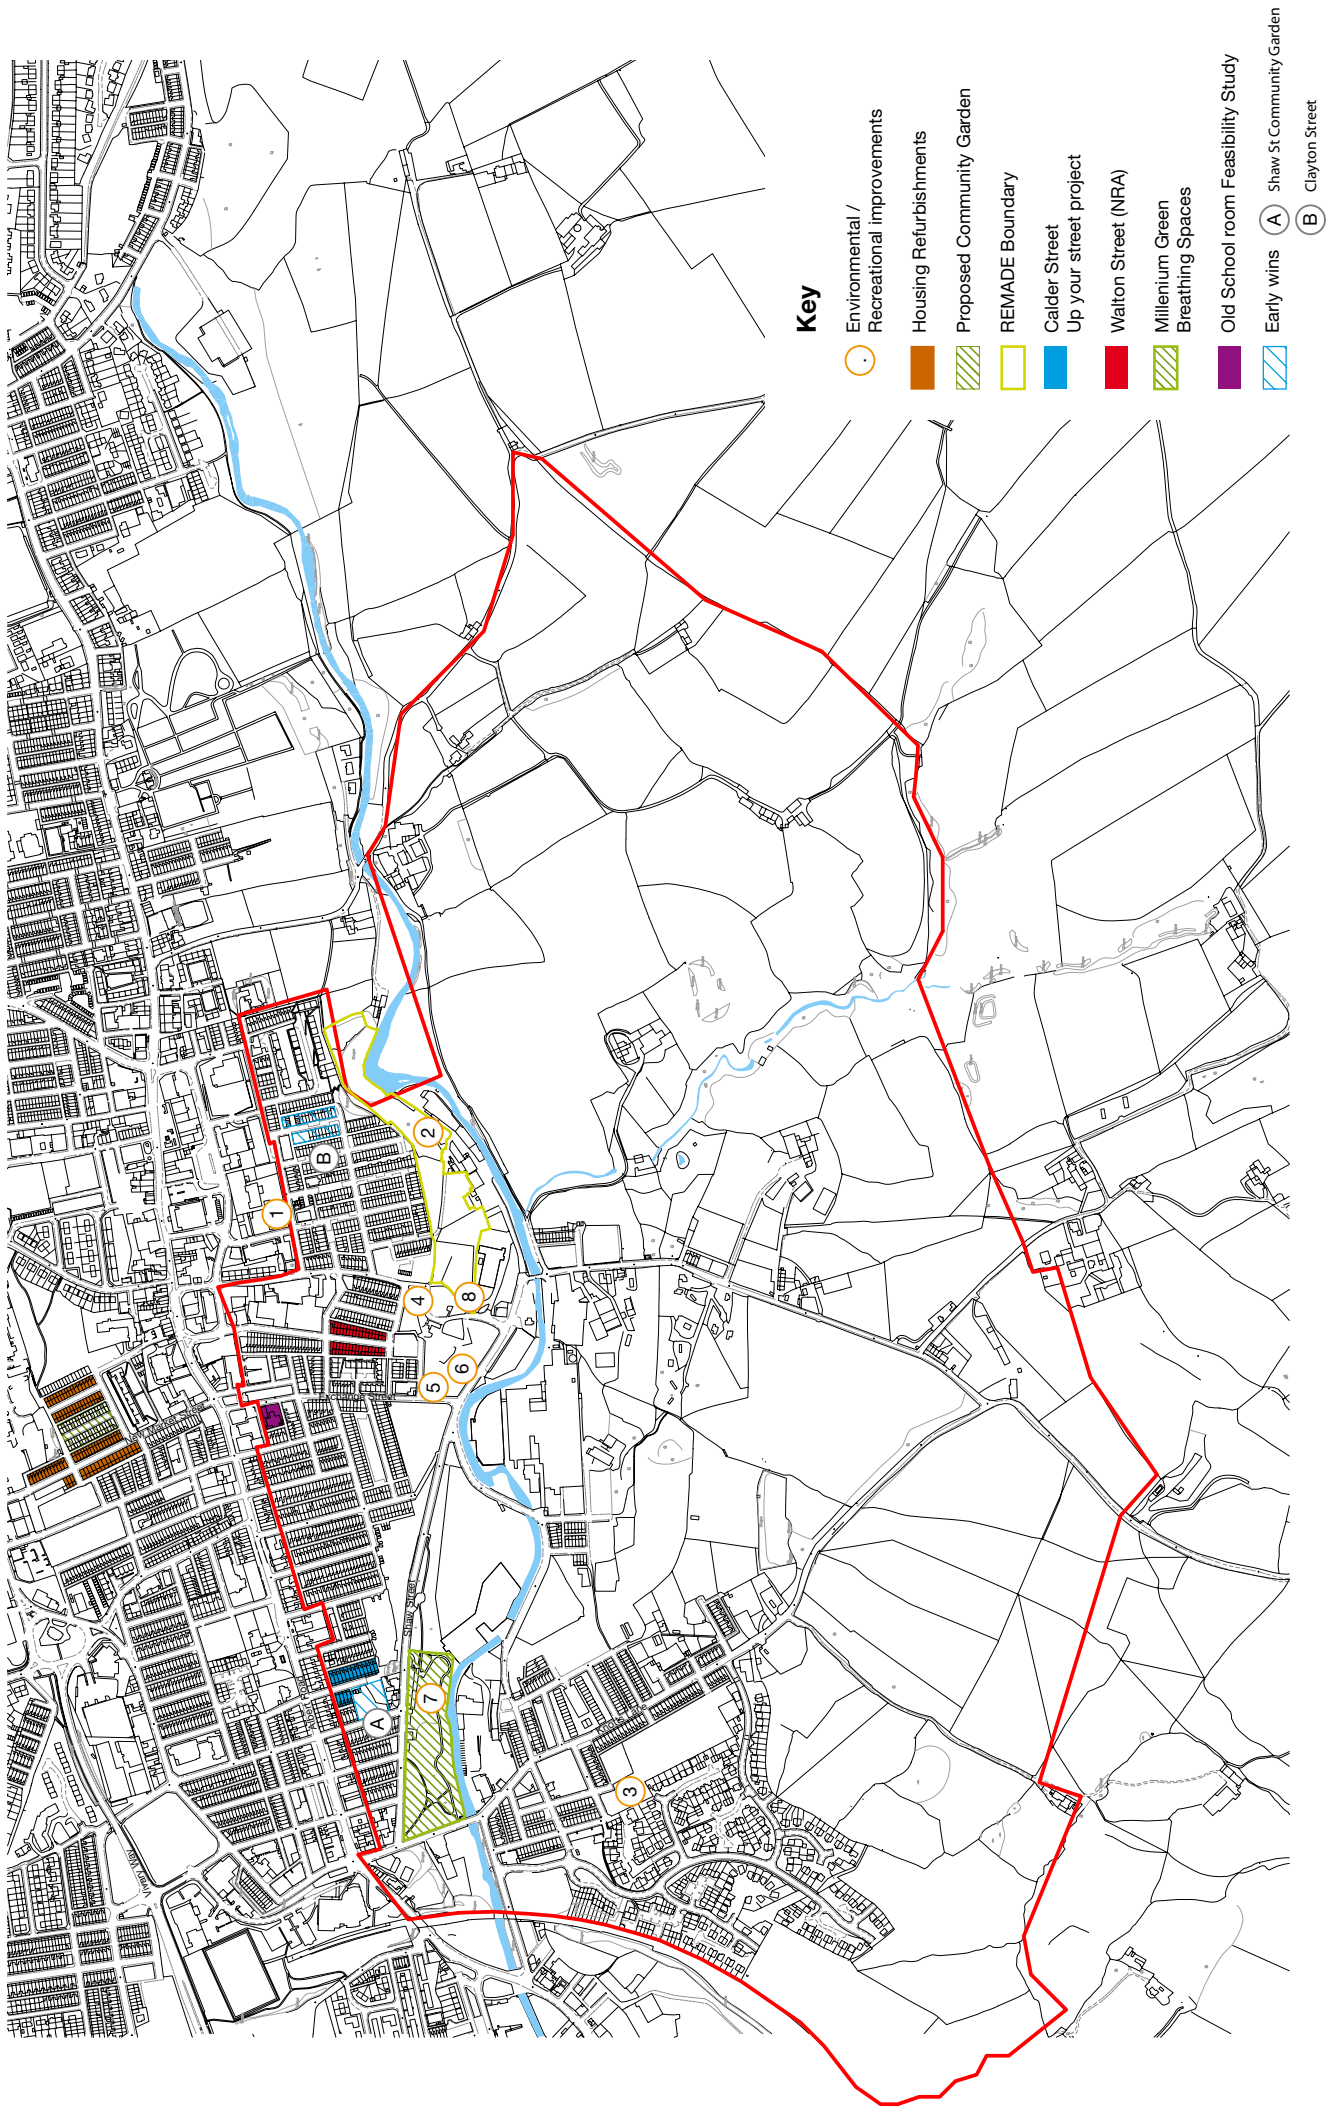 Key
Environmental /
Recreational improvements
Housing Refurbishments
Proposed Community Garden
REMADE Boundary
Calder Street
Up your street project
Walton Street (NRA)
Millenium Green
Breathing Spaces
Old School room Feasibility Study
Early wins
A
Shaw St Community Garden
B
Clayton Street
1
2
3
4
5
6
7
8
A
B